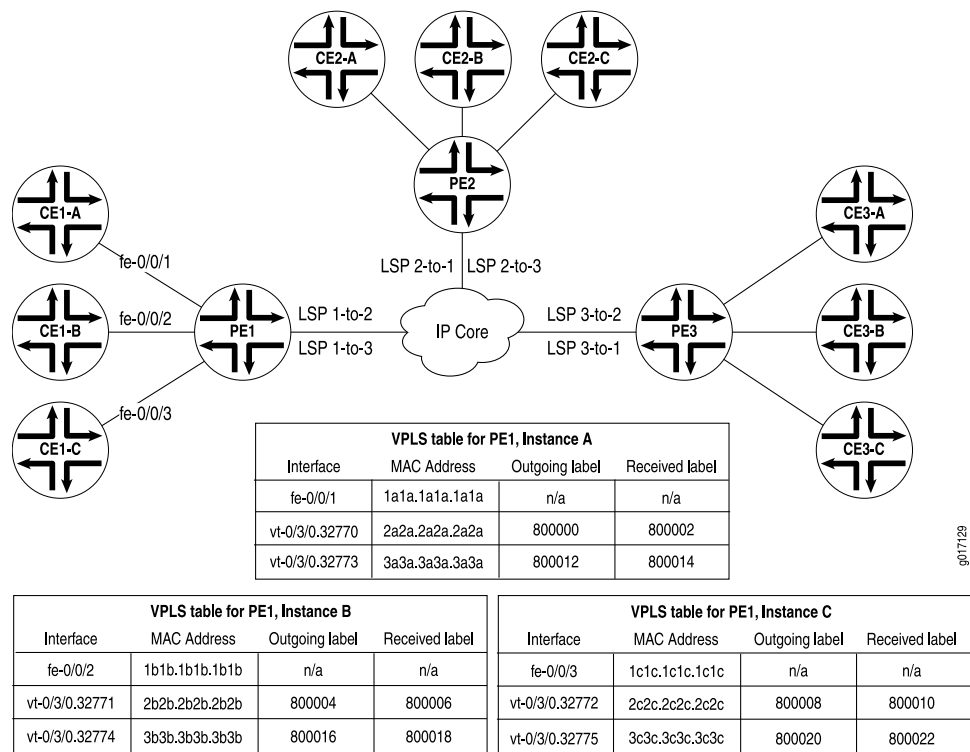 CE2-A
CE2-B
CE2-C
PE2
CE1-A
CE3-A
fe-0/0/1
LSP 2-to-1 LSP 2-to-3
CE1-B
fe-0/0/2
PE1
LSP 1-to-2
LSP 1-to-3
IP Core
LSP 3-to-2
LSP 3-to-1
PE3
CE3-B
fe-0/0/3
CE1-C
CE3-C
VPLS table for PE1, Instance A
Interface MAC Address Outgoing label Received label
fe-0/0/1 1a1a.1a1a.1a1a n/a n/a
vt-0/3/0.32770 2a2a.2a2a.2a2a 800000 800002
vt-0/3/0.32773 3a3a.3a3a.3a3a 800012 800014
g017129
VPLS table for PE1, Instance B
Interface MAC Address Outgoing label Received label
fe-0/0/2 1b1b.1b1b.1b1b n/a n/a
vt-0/3/0.32771 2b2b.2b2b.2b2b 800004 800006
vt-0/3/0.32774 3b3b.3b3b.3b3b 800016 800018
VPLS table for PE1, Instance C
Interface MAC Address Outgoing label Received label
fe-0/0/3 1c1c.1c1c.1c1c n/a n/a
vt-0/3/0.32772 2c2c.2c2c.2c2c 800008 800010
vt-0/3/0.32775 3c3c.3c3c.3c3c 800020 800022